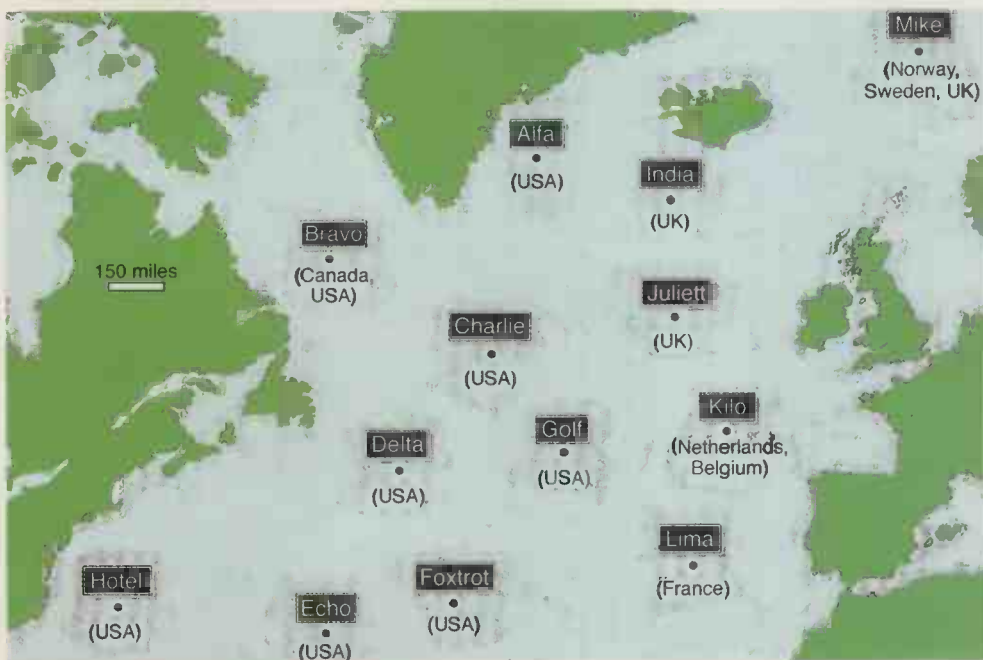 Mike
(Norway,
Sweden, UK)
Alfa
(USA)
India
(UK)
Bravo
(Canada,
USA)
150 miles
Juliett
(UK)
Charlie
(USA)
Kilo
(Netherlands,
Belgium)
Golf
(USA)
Delta
(USA)
Lima
(France)
Foxtrot
(USA)
Hotel
(USA)
Echo
(USA)